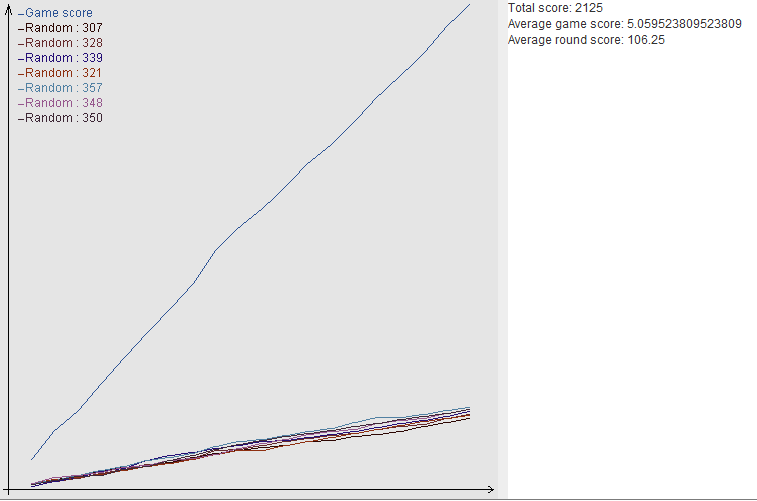 Game score
Random : 307
Random : 328
Random : 339
Random : 321
Random : 357
Random : 348
Random : 350
Total score: 2125
Average game score: 5.059523809523809
Average round score: 106.25